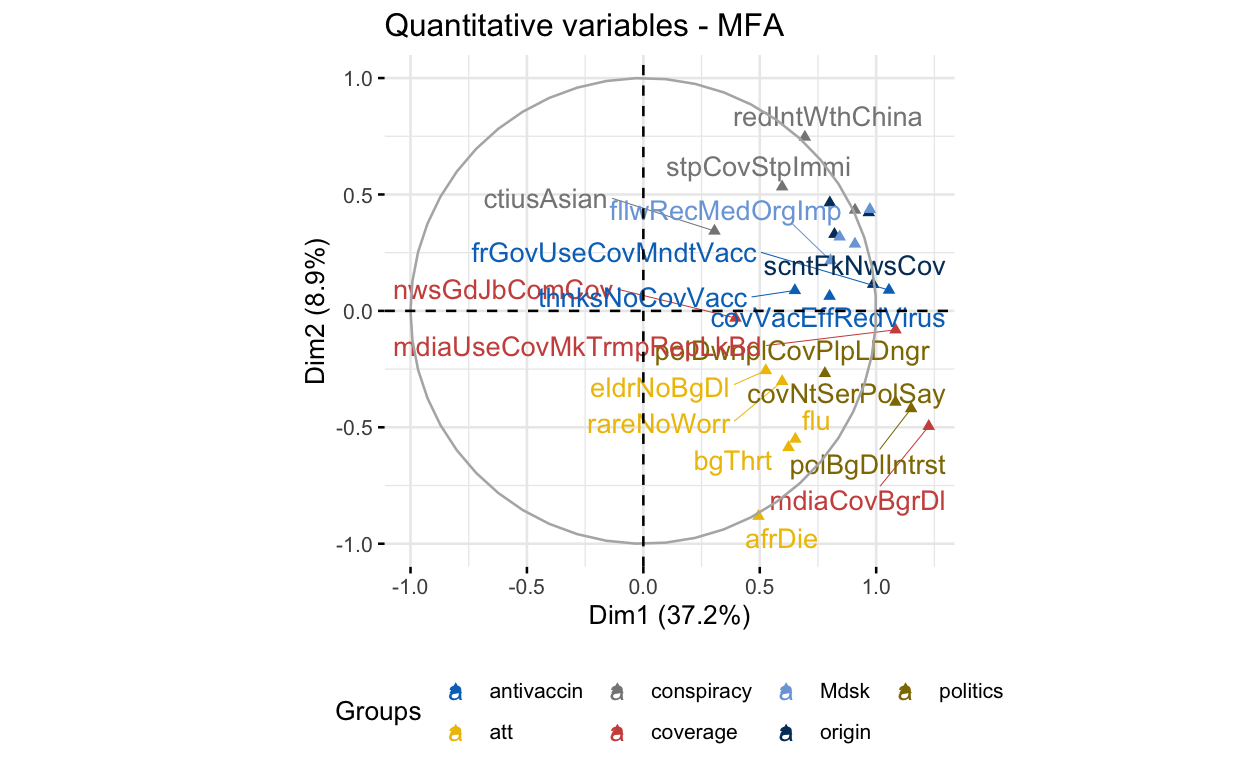 Quantitative variables - MFA
Dim2 (8.9%)
1.0
0.5
0.0
-0.5
-1.0
redIntWthChina
stpCovStpImmi
ctiusAsian
fllwRecMedOrgImp
frGovUseCovMndtVacc
scntFkNwsCov
nwsGdJbComCov
thnksNoCovVacc
covVacEffRedVirus
mdiaUseCovMkTrmpRepLkBd
polDwnplCovPlpLDngr
eldrNoBgDl
covNtSerPolSay
rareNoWorr
flu
bgThrt
polBgDlIntrst
mdiaCovBgrDl
afrDie
-1.0 -0.5 0.0 0.5 1.0
Dim1 (37.2%)
Groups
a antivaccin a conspiracy a Mdsk a politics
a att a coverage a origin